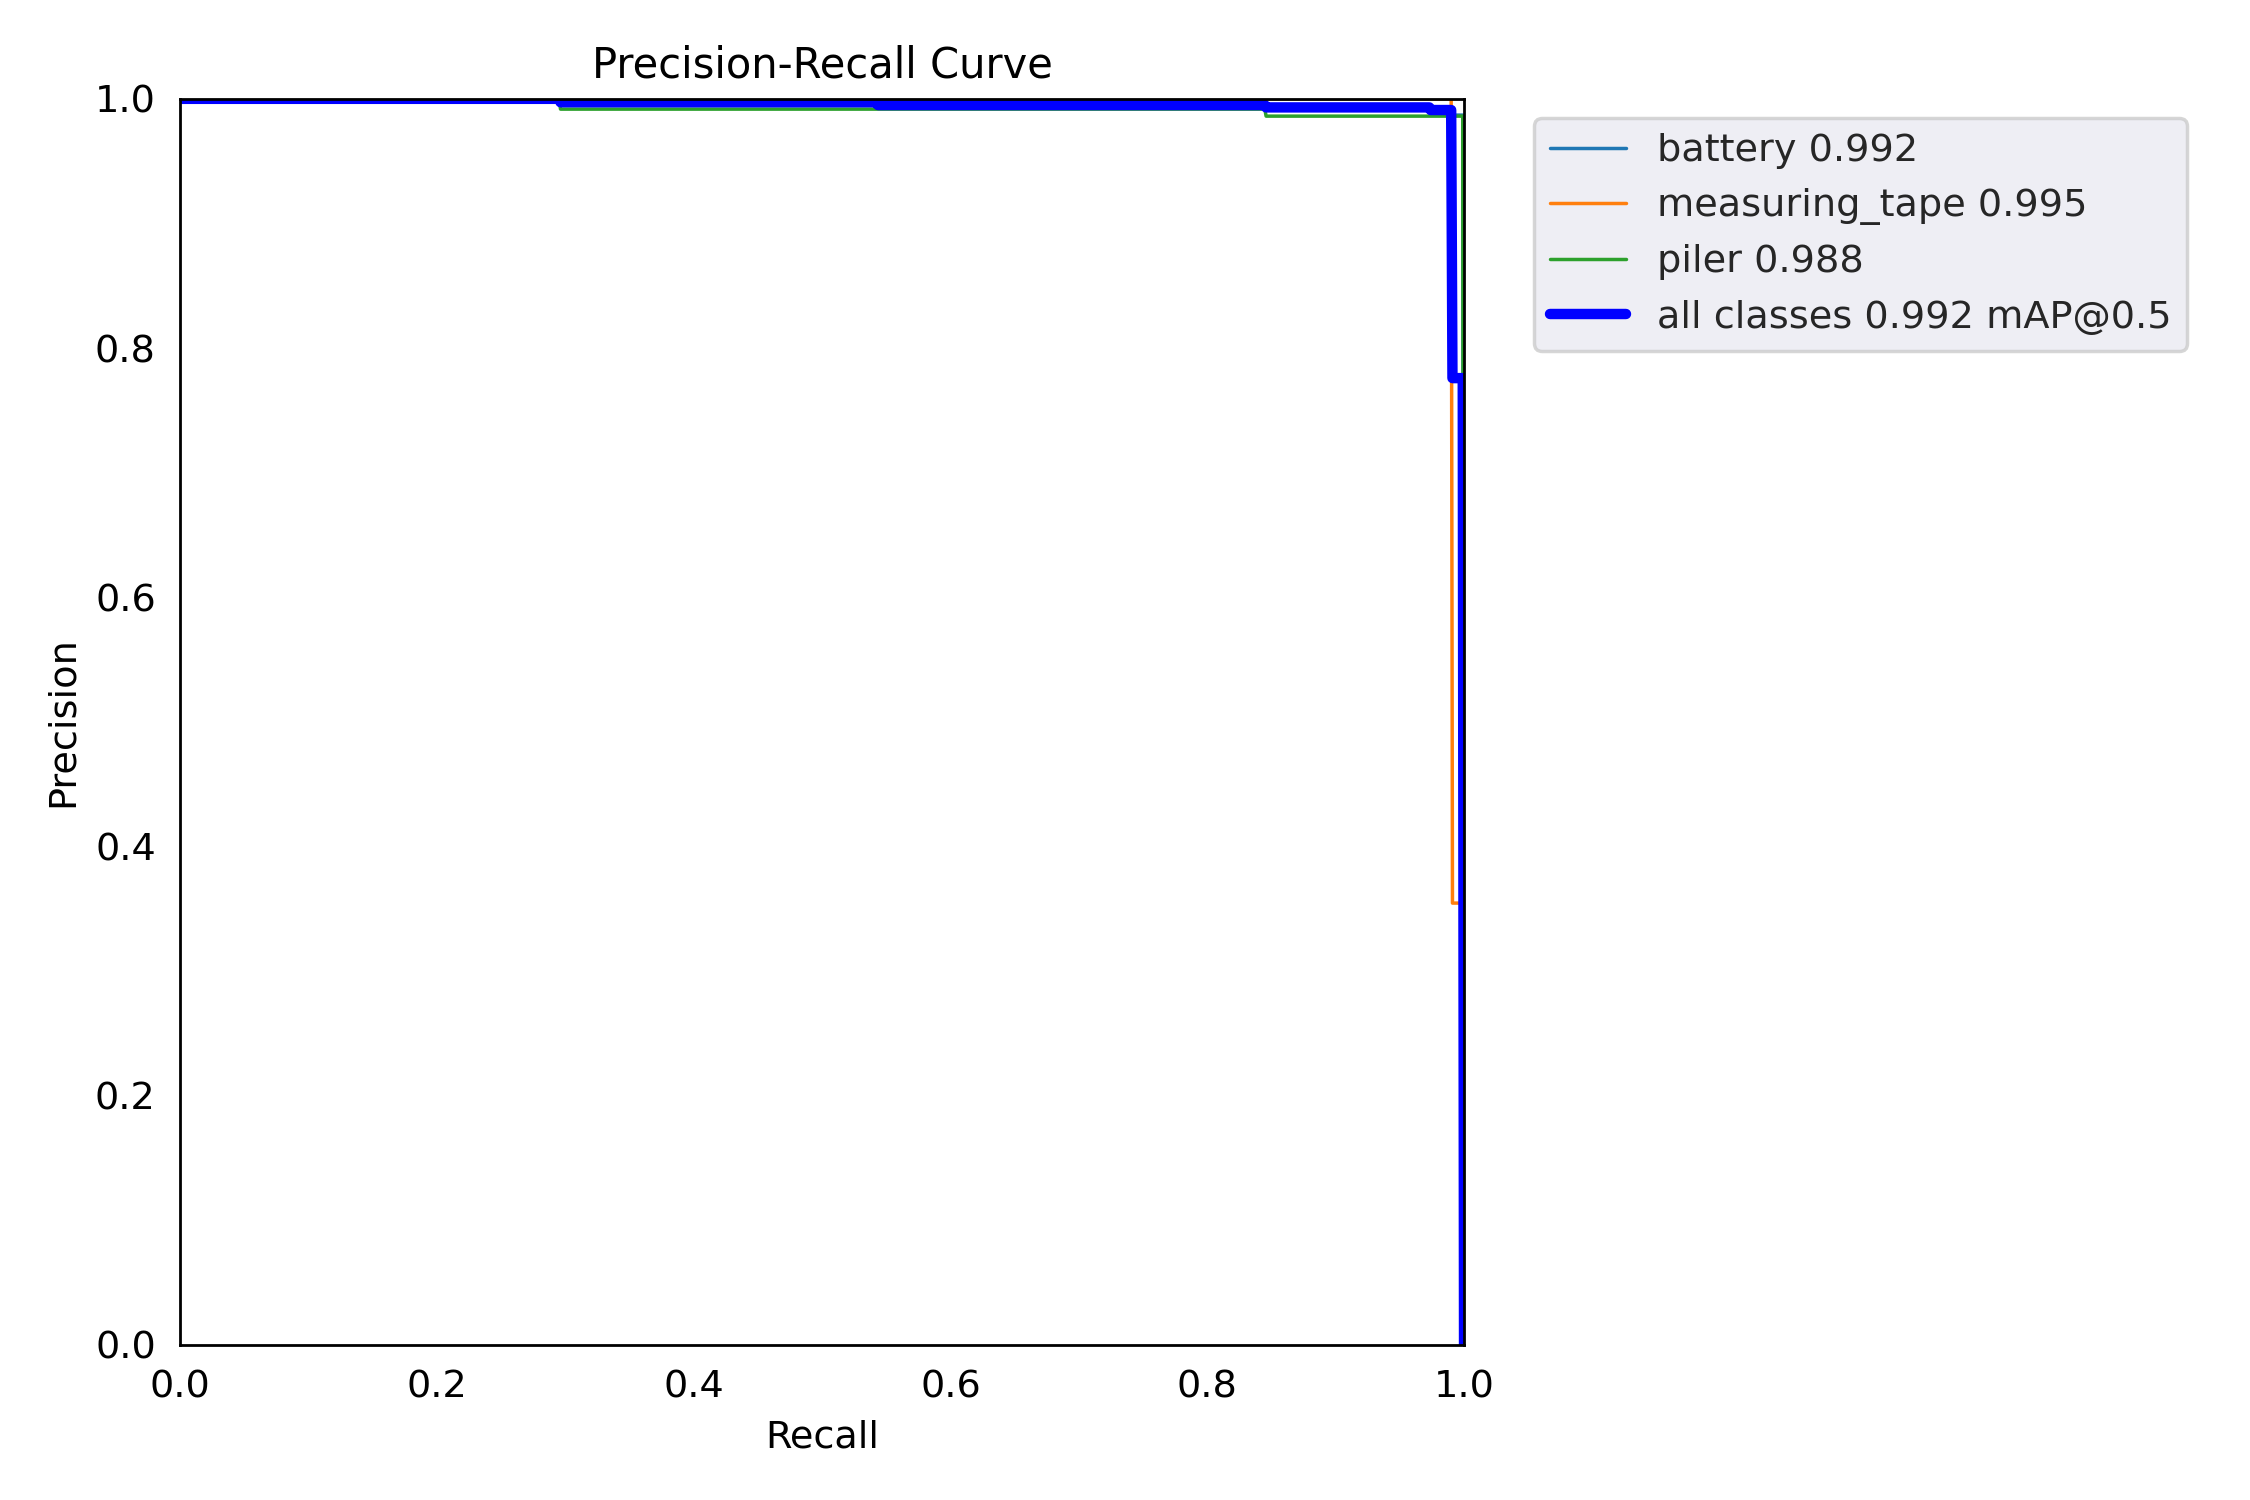 Precision-Recall Curve
1.0
0.8
0.6
0.4
0.2
0.0
Precision
0.0 0.2 0.4 0.6 0.8 1.0
Recall
battery 0.992
measuring_tape 0.995
piler 0.988
all classes 0.992 mAP@0.5